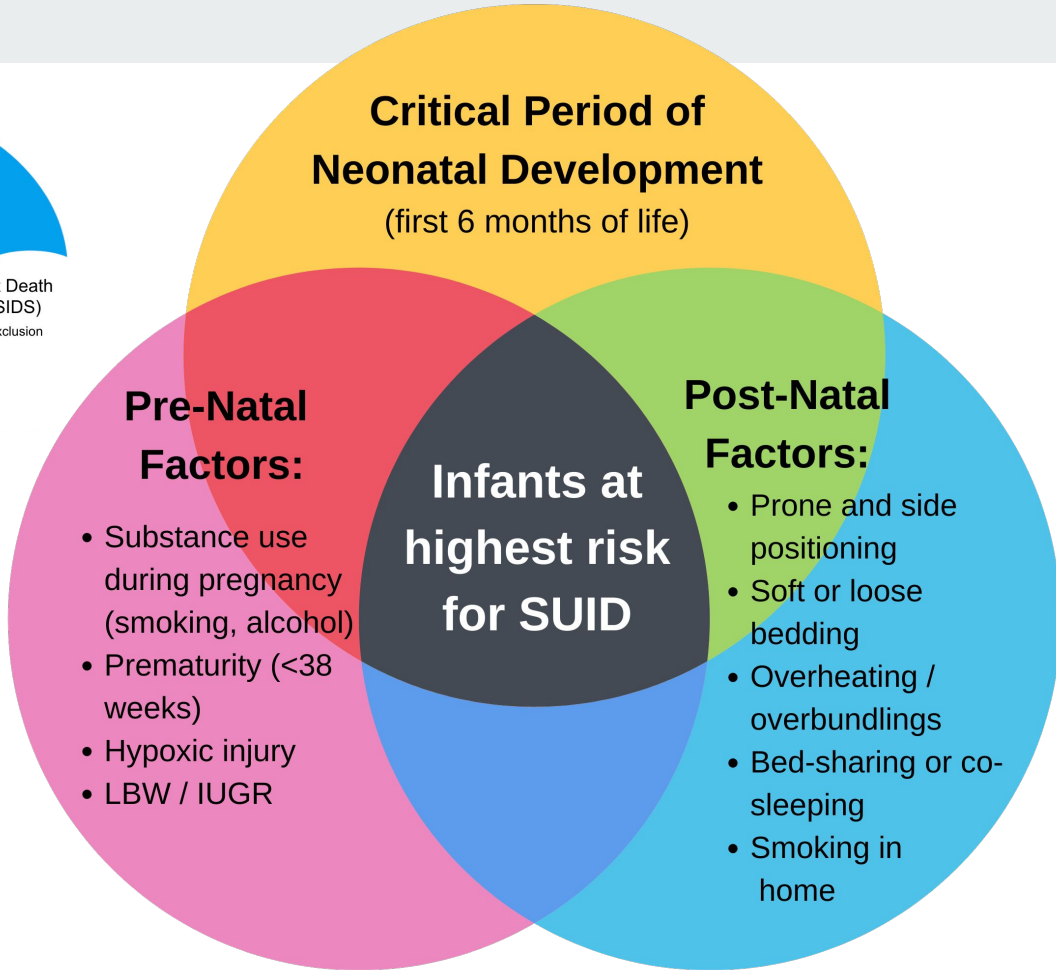 Critical Period of
Neonatal Development
(first 6 months of life)
Death
SIDS)
xclusion
Pre-Natal
Factors:
• Substance use
during pregnancy
(smoking, alcohol)
• Prematurity (<38
weeks)
• Hypoxic injury
• LBW / IUGR
Infants at
highest risk
for SUID
Post-Natal
Factors:
• Prone and side
positioning
• Soft or loose
bedding
• Overheating /
overbundlings
• Bed-sharing or co-
sleeping
• Smoking in
home